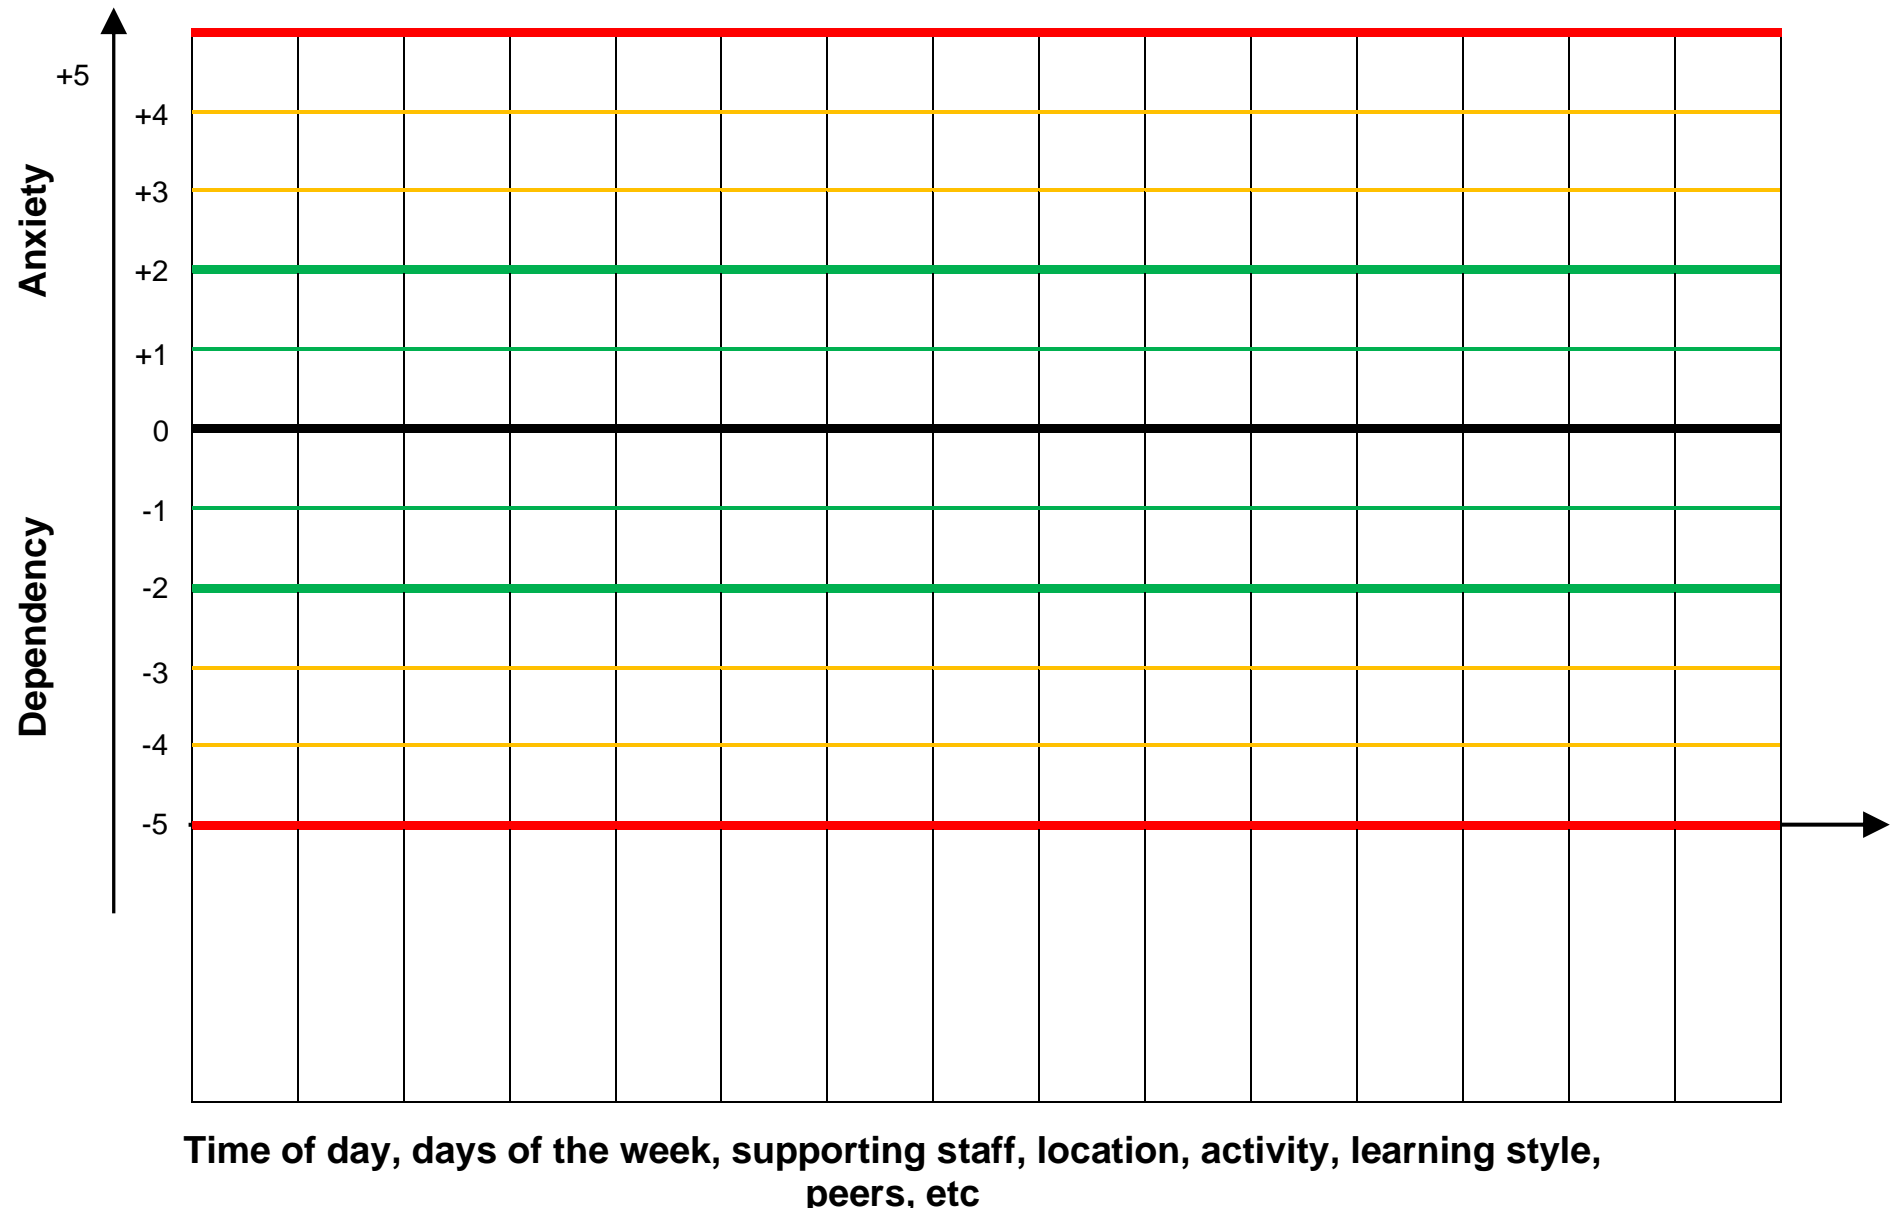 +5
+4
+3
Anxiety
+2
+1
0
-1
Dependency
-2
-3
-4
-5
Time of day, days of the week, supporting staff, location, activity, learning style,
peers, etc